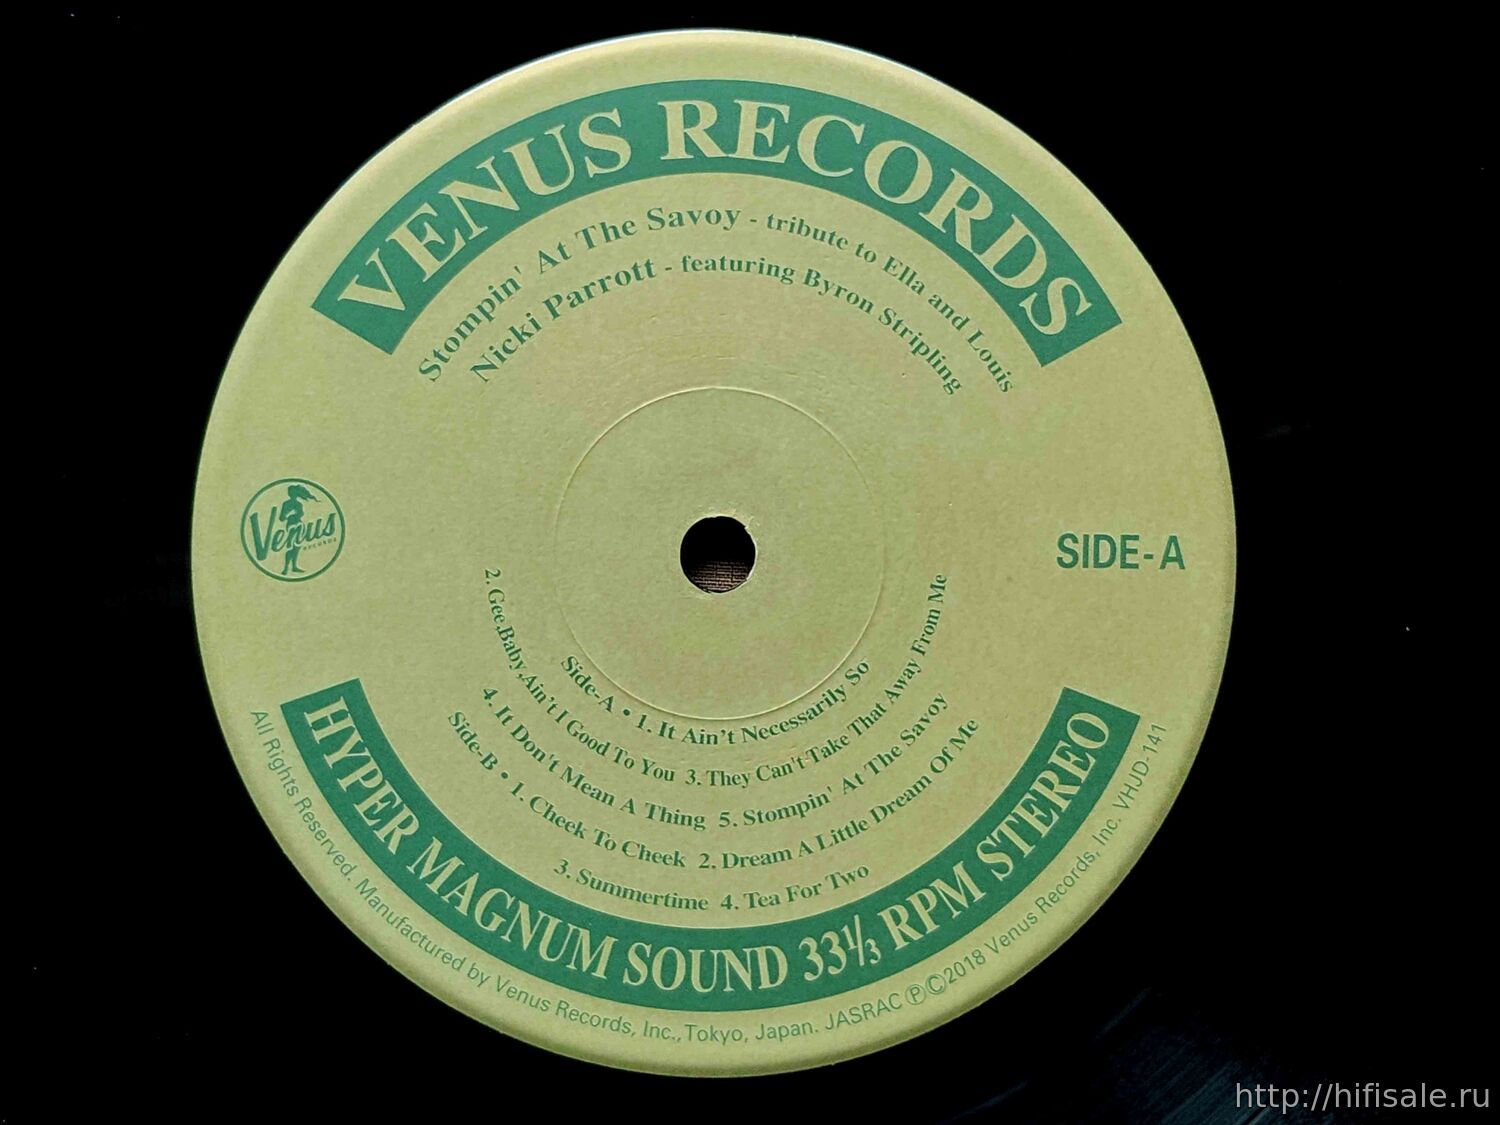 VENUS RECORDS
Stompin' At The Savoy - tribute to Ella and Louis
Nicki Parrott - featuring Byron Stripling
Venus
RECORDS
SIDE-A
Side-A • 1. It Ain't Necessarily So
2. Gee,Baby,Ain't I Good To You 3. They Can't Take That Away From Me
4. It Don't Mean A Thing 5. Stompin' At The Savoy
Side-B • 1. Cheek To Cheek 2. Dream A Little Dream Of Me
3. Summertime 4. Tea For Two
HYPER MAGNUM SOUND 33⅓ RPM STEREO
All Rights Reserved. Manufactured by Venus Records, Inc.,Tokyo, Japan. JASRAC ℗©2018 Venus Records, Inc. VHJD-141
http://hifisale.ru